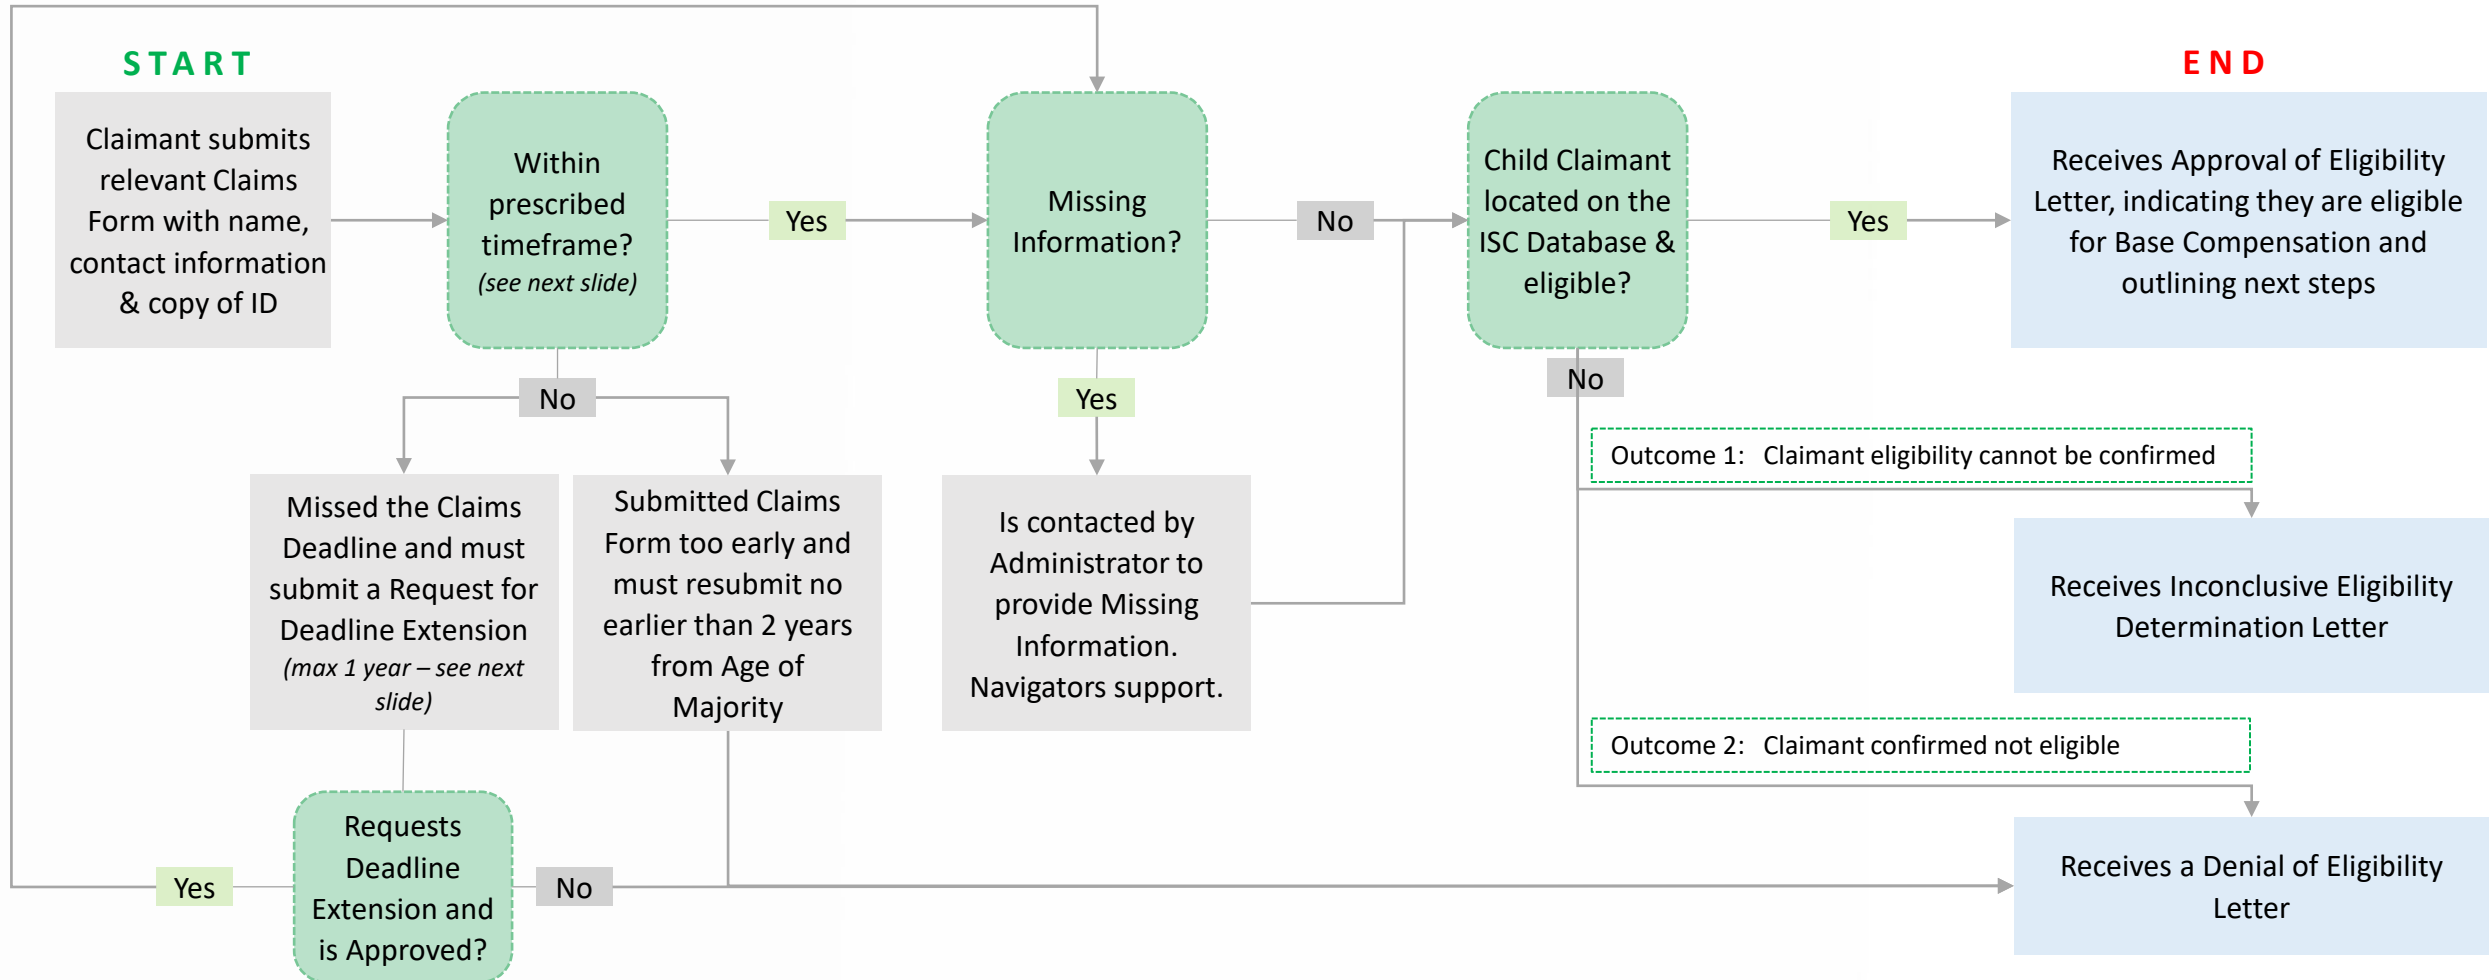 START
Claimant submits
relevant Claims
Form with name,
contact information
& copy of ID
Within
prescribed
timeframe?
(see next slide)
Yes
Missing
Information?
No
Child Claimant
located on the
ISC Database &
eligible?
Yes
END
Receives Approval of Eligibility
Letter, indicating they are eligible
for Base Compensation and
outlining next steps
No
Missed the Claims
Deadline and must
submit a Request for
Deadline Extension
(max 1 year – see next
slide)
Submitted Claims
Form too early and
must resubmit no
earlier than 2 years
from Age of
Majority
Yes
Is contacted by
Administrator to
provide Missing
Information.
Navigators support.
No
Outcome 1: Claimant eligibility cannot be confirmed
Receives Inconclusive Eligibility
Determination Letter
Outcome 2: Claimant confirmed not eligible
Receives a Denial of Eligibility
Letter
Yes
Requests
Deadline
Extension and
is Approved?
No